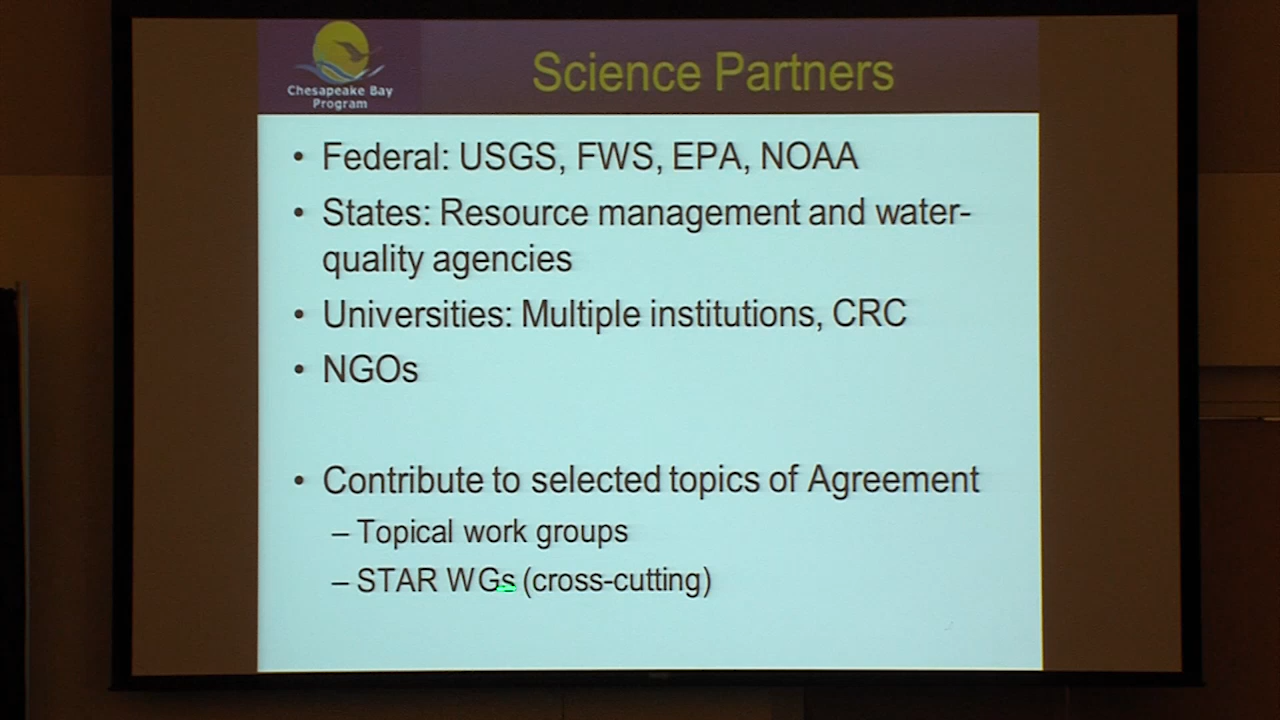 Chesapeake Bay
Program
Science Partners
• Federal: USGS, FWS, EPA, NOAA
• States: Resource management and water-
quality agencies
• Universities: Multiple institutions, CRC
• NGOs
• Contribute to selected topics of Agreement
– Topical work groups
– STAR WGs (cross-cutting)